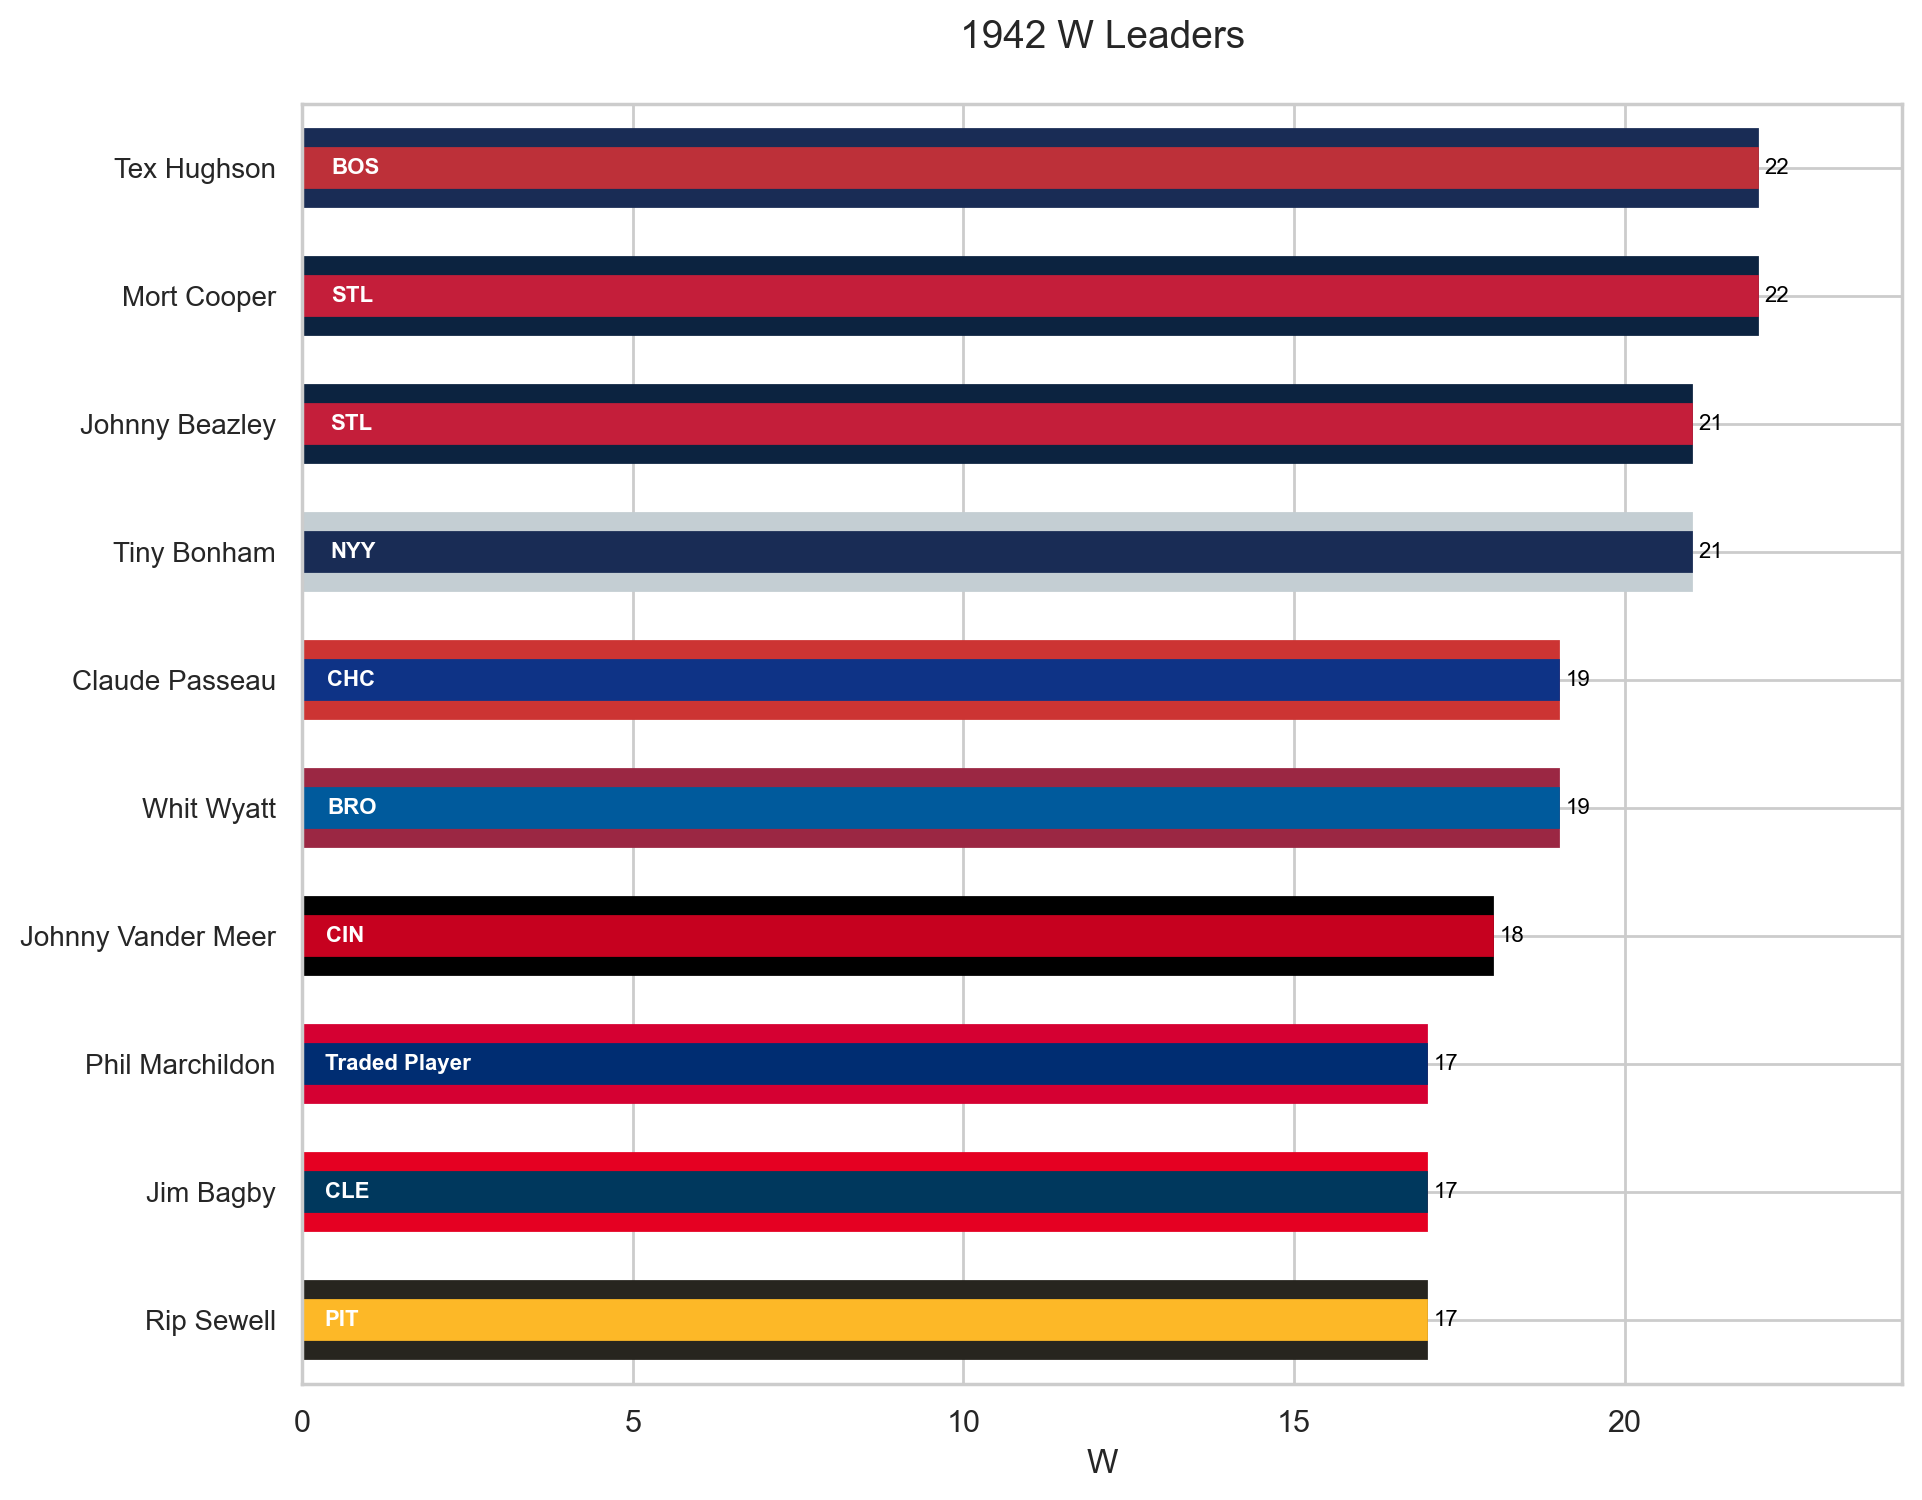 1942 W Leaders
Tex Hughson BOS 22
Mort Cooper STL 22
Johnny Beazley STL 21
Tiny Bonham NYY 21
Claude Passeau CHC 19
Whit Wyatt BRO 19
Johnny Vander Meer CIN 18
Phil Marchildon Traded Player 17
Jim Bagby CLE 17
Rip Sewell PIT 17
0 5 10 15 20
W